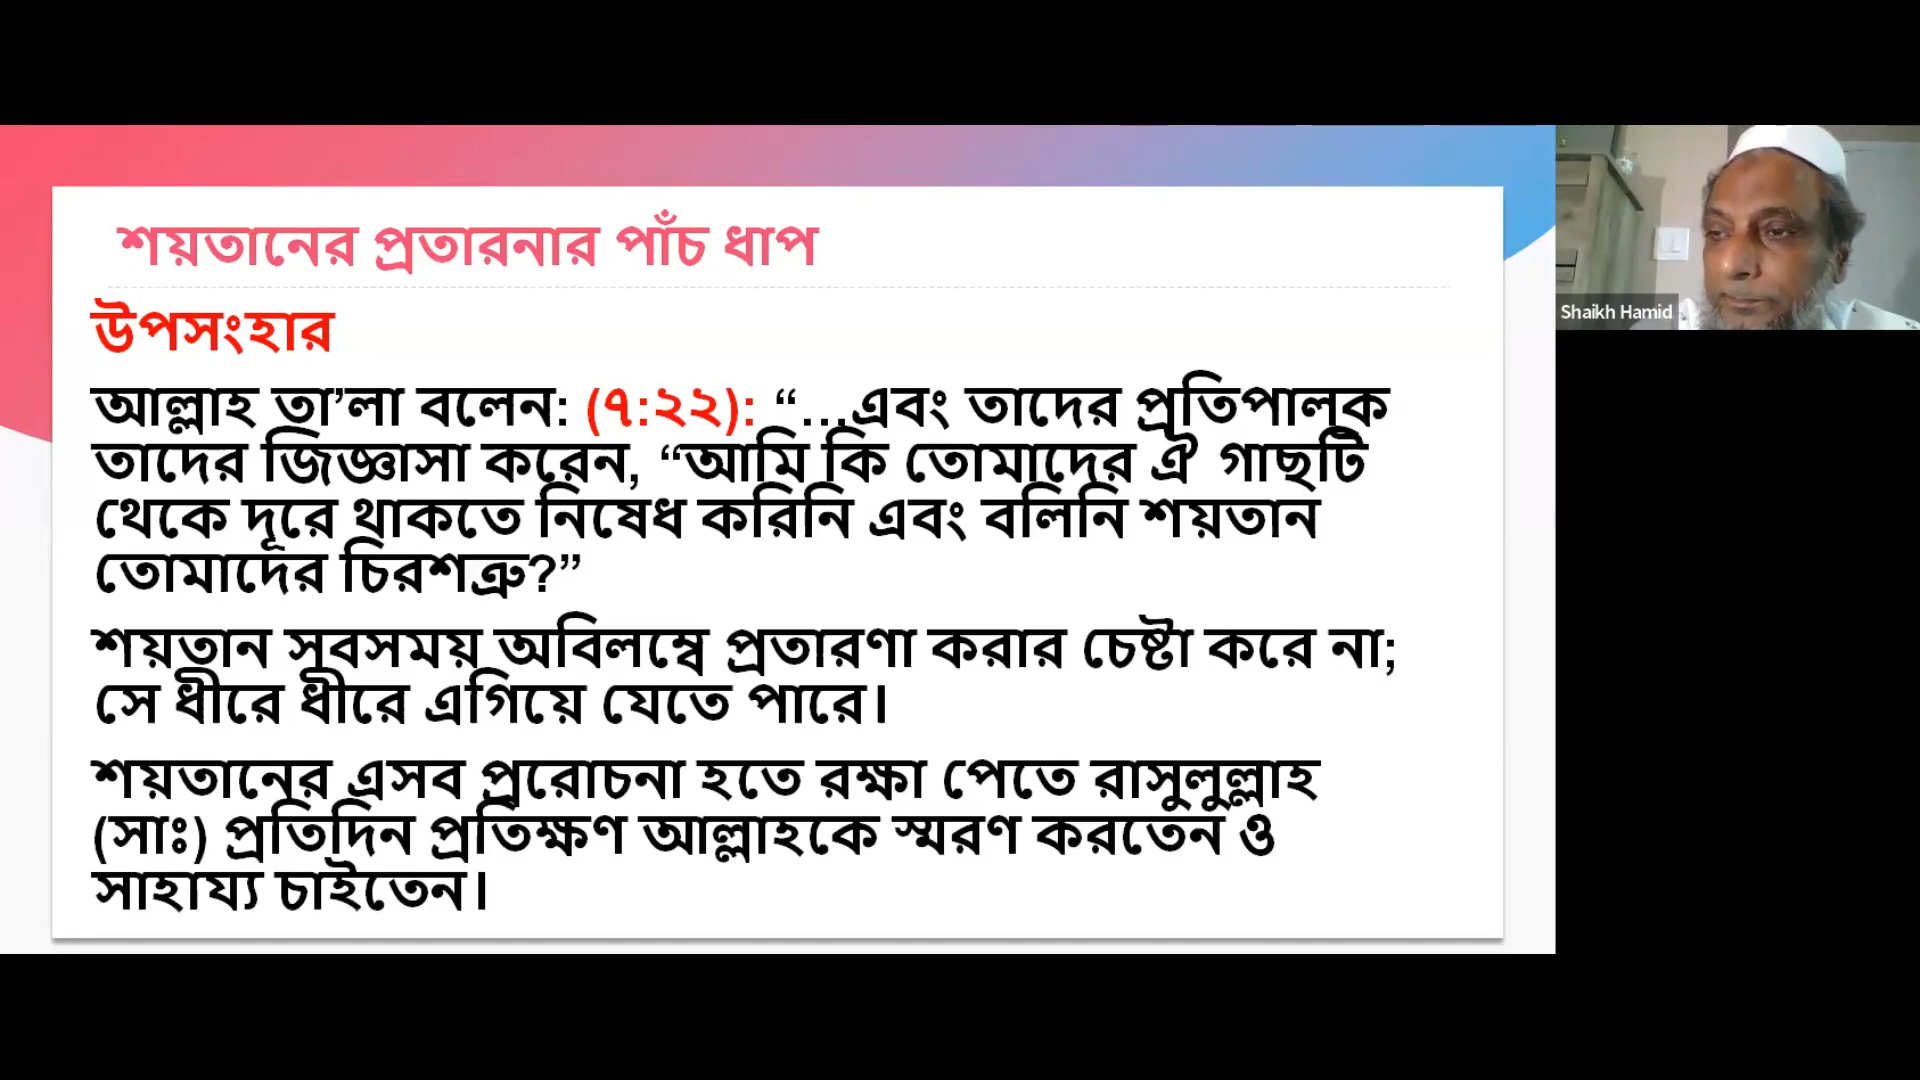 শয়তানের প্রতারনার পাঁচ ধাপ
উপসংহার
আল্লাহ তা’লা বলেন: (৭:২২): “...এবং তাদের প্রতিপালক
তাদের জিজ্ঞাসা করেন, “আমি কি তোমাদের ঐ গাছটি
থেকে দূরে থাকতে নিষেধ করিনি এবং বলিনি শয়তান
তোমাদের চিরশত্রু?”
শয়তান সবসময় অবিলম্বে প্রতারণা করার চেষ্টা করে না;
সে ধীরে ধীরে এগিয়ে যেতে পারে।
শয়তানের এসব প্ররোচনা হতে রক্ষা পেতে রাসুলুল্লাহ
(সাঃ) প্রতিদিন প্রতিক্ষণ আল্লাহকে স্মরণ করতেন ও
সাহায্য চাইতেন।
Shaikh Hamid